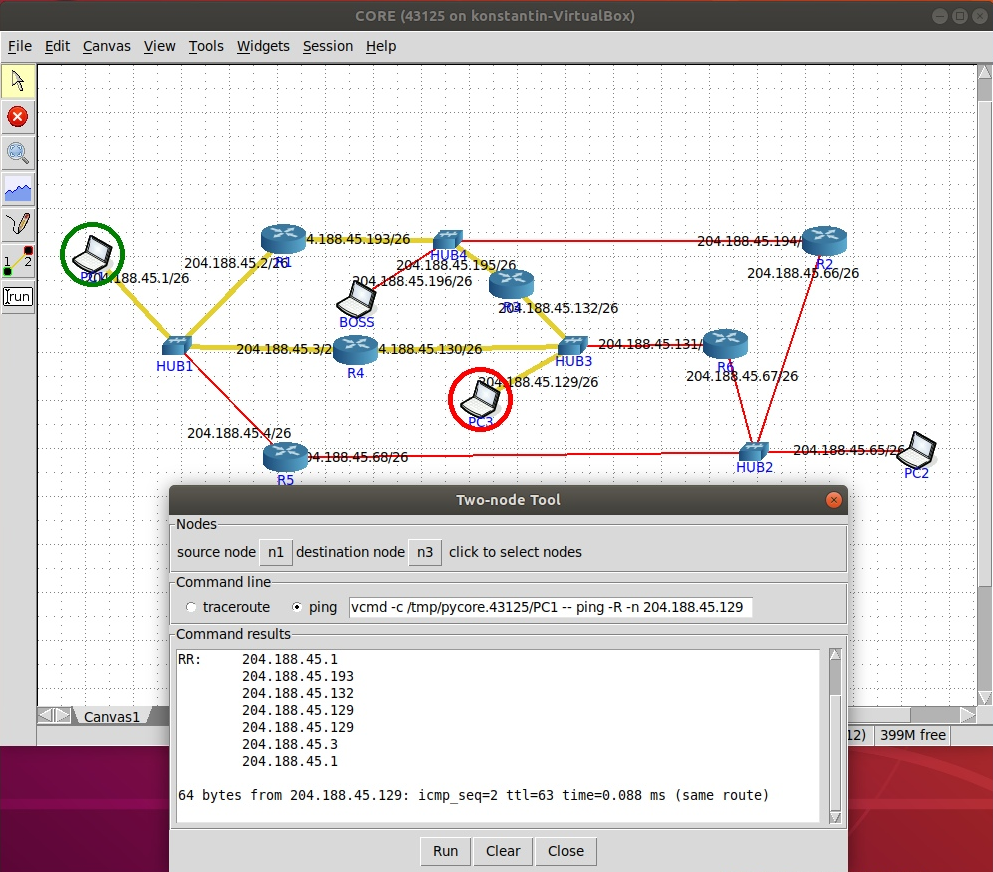 CORE (43125 on konstantin-VirtualBox)
File Edit Canvas View Tools Widgets Session Help
4.188.45.193/26
HUB4
204.188.45.194/
R2
204.188.45.2/26
R1
204.188.45.195/26
204.188.45.66/26
4.188.45.1/26
204.188.45.196/26
R3
204.188.45.132/26
BOSS
HUB1
204.188.45.3/2
4.188.45.130/26
R4
HUB3
204.188.45.131/
R6
204.188.45.67/26
204.188.45.129/26
PC3
204.188.45.4/26
R5
04.188.45.68/26
HUB2
204.188.45.65/26
PC2
1 2
run
Two-node Tool
Nodes
source node n1 destination node n3 click to select nodes
Command line
traceroute ping vcmd -c /tmp/pycore.43125/PC1 -- ping -R -n 204.188.45.129
Command results
RR: 204.188.45.1
204.188.45.193
204.188.45.132
204.188.45.129
204.188.45.129
204.188.45.3
204.188.45.1
64 bytes from 204.188.45.129: icmp_seq=2 ttl=63 time=0.088 ms (same route)
Run Clear Close
Canvas1
12) 399M free